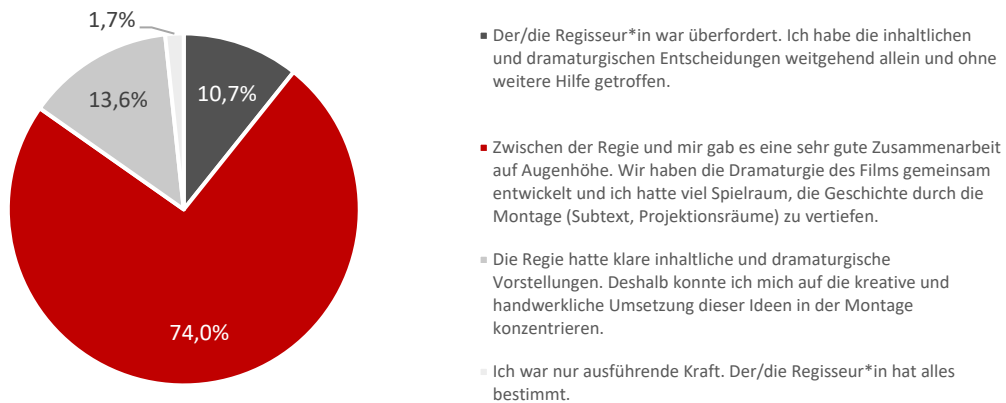 1,7%
10,7%
13,6%
74,0%
Der/die Regisseur*in war überfordert. Ich habe die inhaltlichen
und dramaturgischen Entscheidungen weitgehend allein und ohne
weitere Hilfe getroffen.
Zwischen der Regie und mir gab es eine sehr gute Zusammenarbeit
auf Augenhöhe. Wir haben die Dramaturgie des Films gemeinsam
entwickelt und ich hatte viel Spielraum, die Geschichte durch die
Montage (Subtext, Projektionsräume) zu vertiefen.
Die Regie hatte klare inhaltliche und dramaturgische
Vorstellungen. Deshalb konnte ich mich auf die kreative und
handwerkliche Umsetzung dieser Ideen in der Montage
konzentrieren.
Ich war nur ausführende Kraft. Der/die Regisseur*in hat alles
bestimmt.